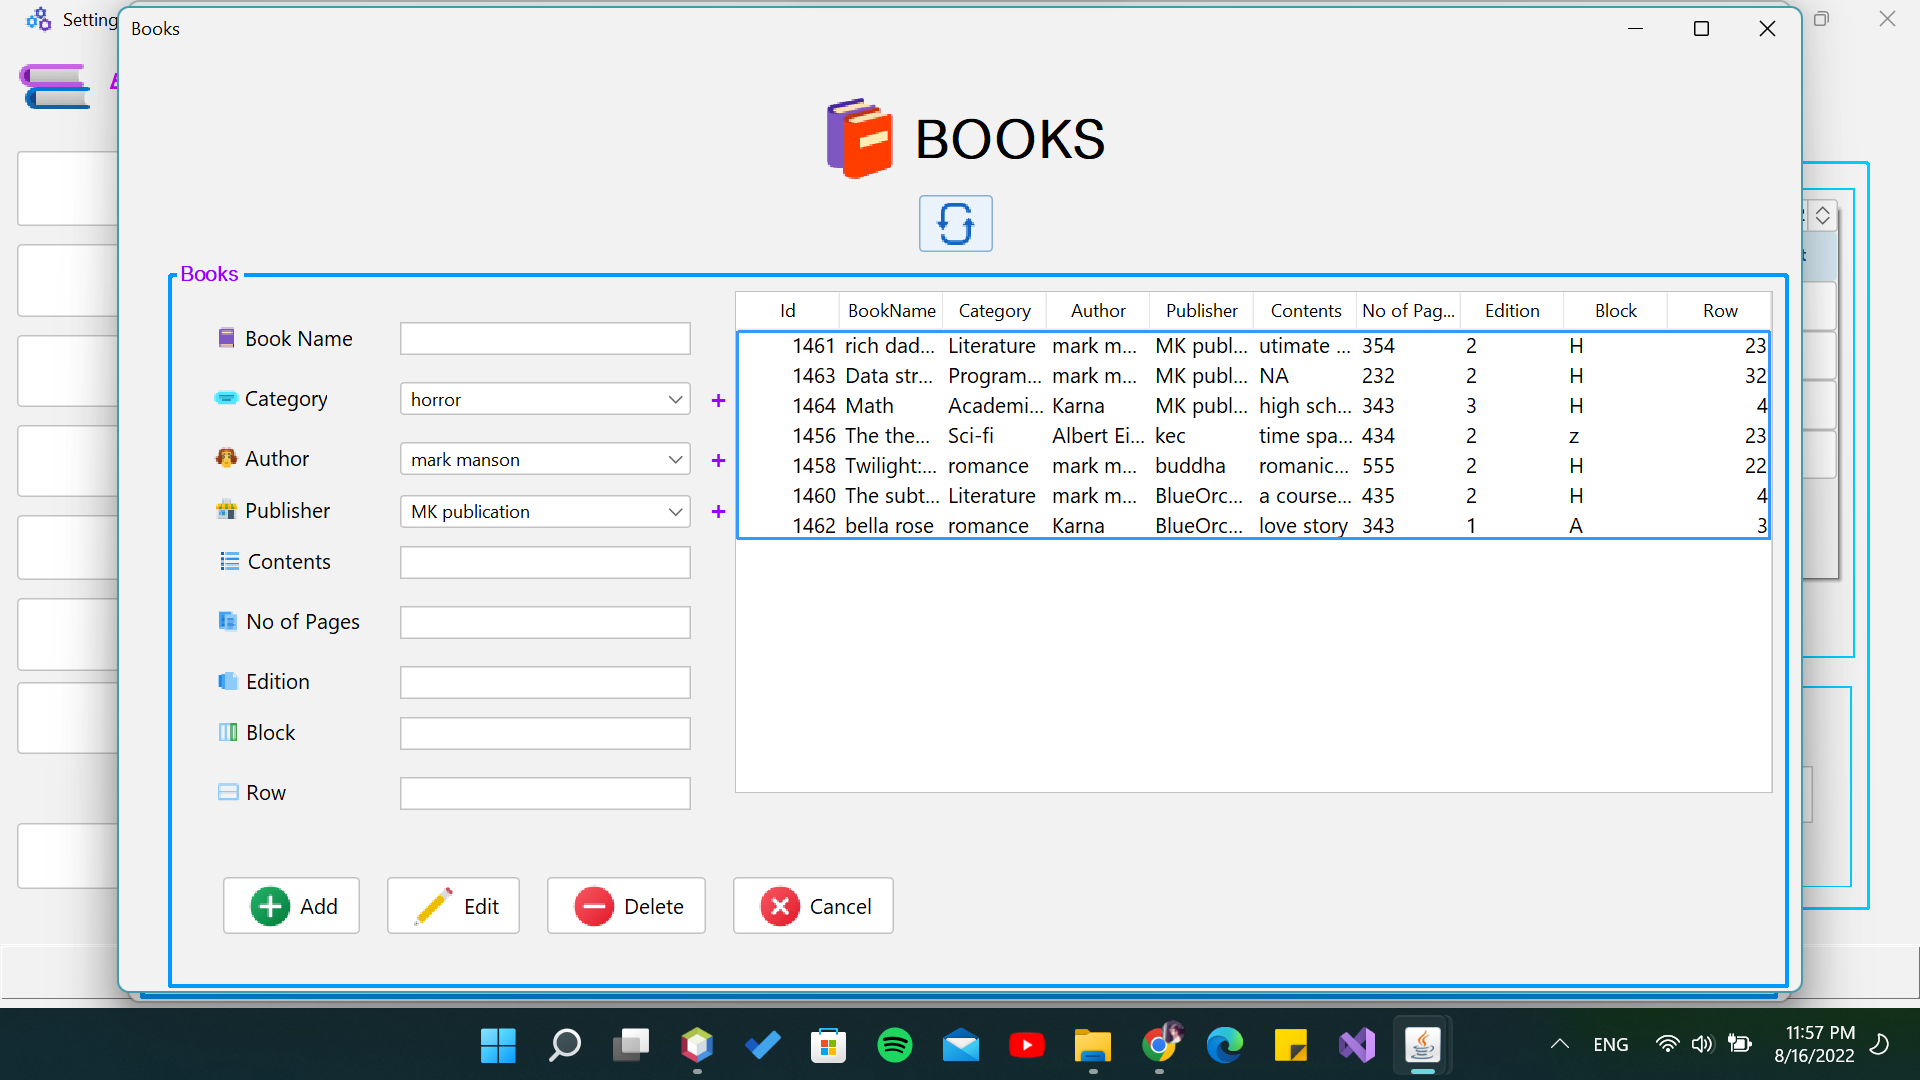 Setting
Books
BOOKS
Books
Book Name
Category
horror
+
Author
mark manson
+
Publisher
MK publication
+
Contents
No of Pages
Edition
Block
Row
Id BookName Category Author Publisher Contents No of Pag... Edition Block Row
1461 rich dad... Literature mark m... MK publ... utimate ... 354 2 H 23
1463 Data str... Program... mark m... MK publ... NA 232 2 H 32
1464 Math Academi... Karna MK publ... high sch... 343 3 H 4
1456 The the... Sci-fi Albert Ei... kec time spa... 434 2 z 23
1458 Twilight:... romance mark m... buddha romanic... 555 2 H 22
1460 The subt... Literature mark m... BlueOrc... a course... 435 2 H 4
1462 bella rose romance Karna BlueOrc... love story 343 1 A 3
Add Edit Delete Cancel
ENG
11:57 PM
8/16/2022